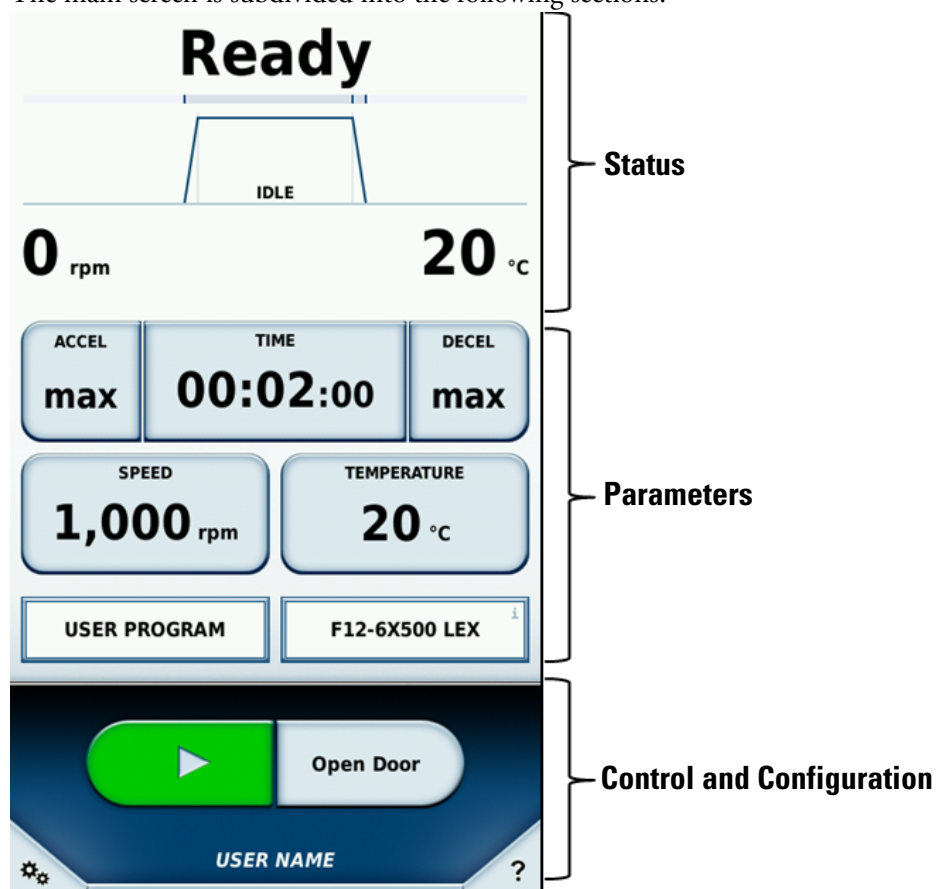 The main screen is subdivided into the following sections:
Ready
IDLE
0 rpm 20 °C
Status
ACCEL TIME DECEL
max 00:02:00 max
SPEED TEMPERATURE
1,000 rpm 20 °C
Parameters
USER PROGRAM F12-6X500 LEX i
Open Door
Control and Configuration
USER NAME
?